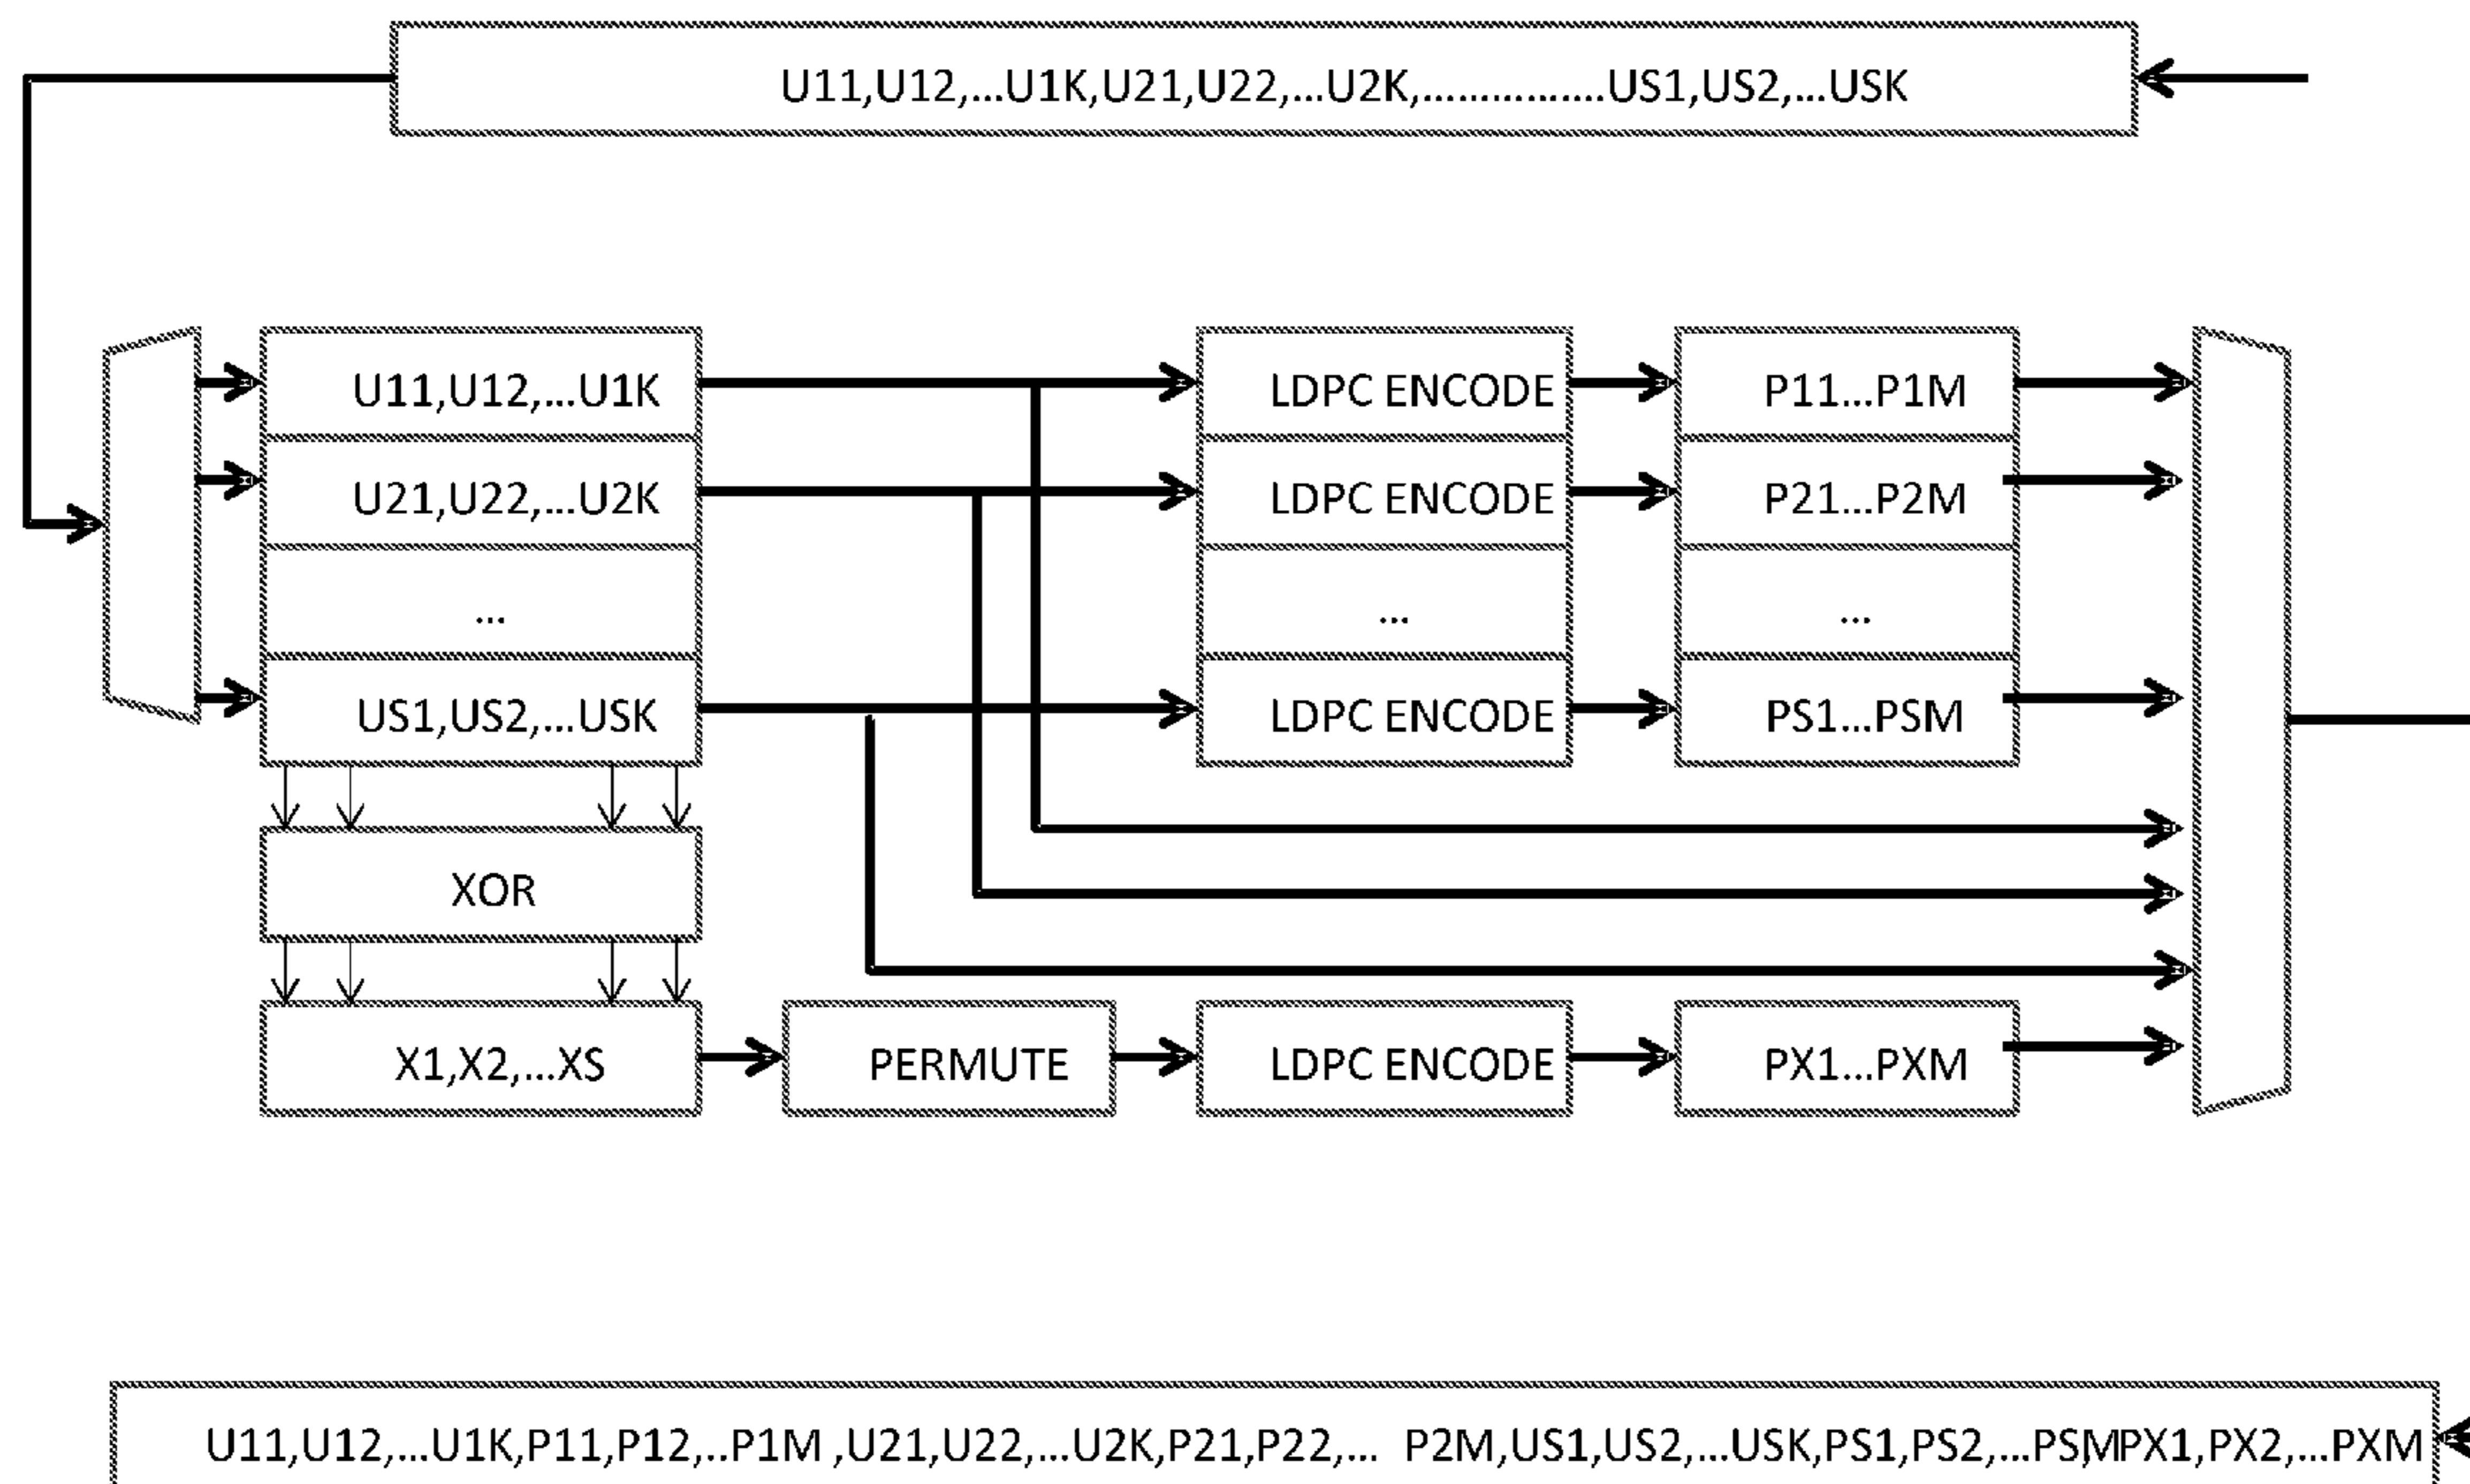 U11,U12,...U1K,U21,U22,...U2K,................US1,US2,...USK
U11,U12,...U1K
LDPC ENCODE
P11...P1M
U21,U22,...U2K
LDPC ENCODE
P21...P2M
...
...
...
US1,US2,...USK
LDPC ENCODE
PS1...PSM
XOR
X1,X2,...XS
PERMUTE
LDPC ENCODE
PX1...PXM
U11,U12,...U1K,P11,P12,..P1M ,U21,U22,...U2K,P21,P22,... P2M,US1,US2,...USK,PS1,PS2,...PSM,PX1,PX2,...PXM